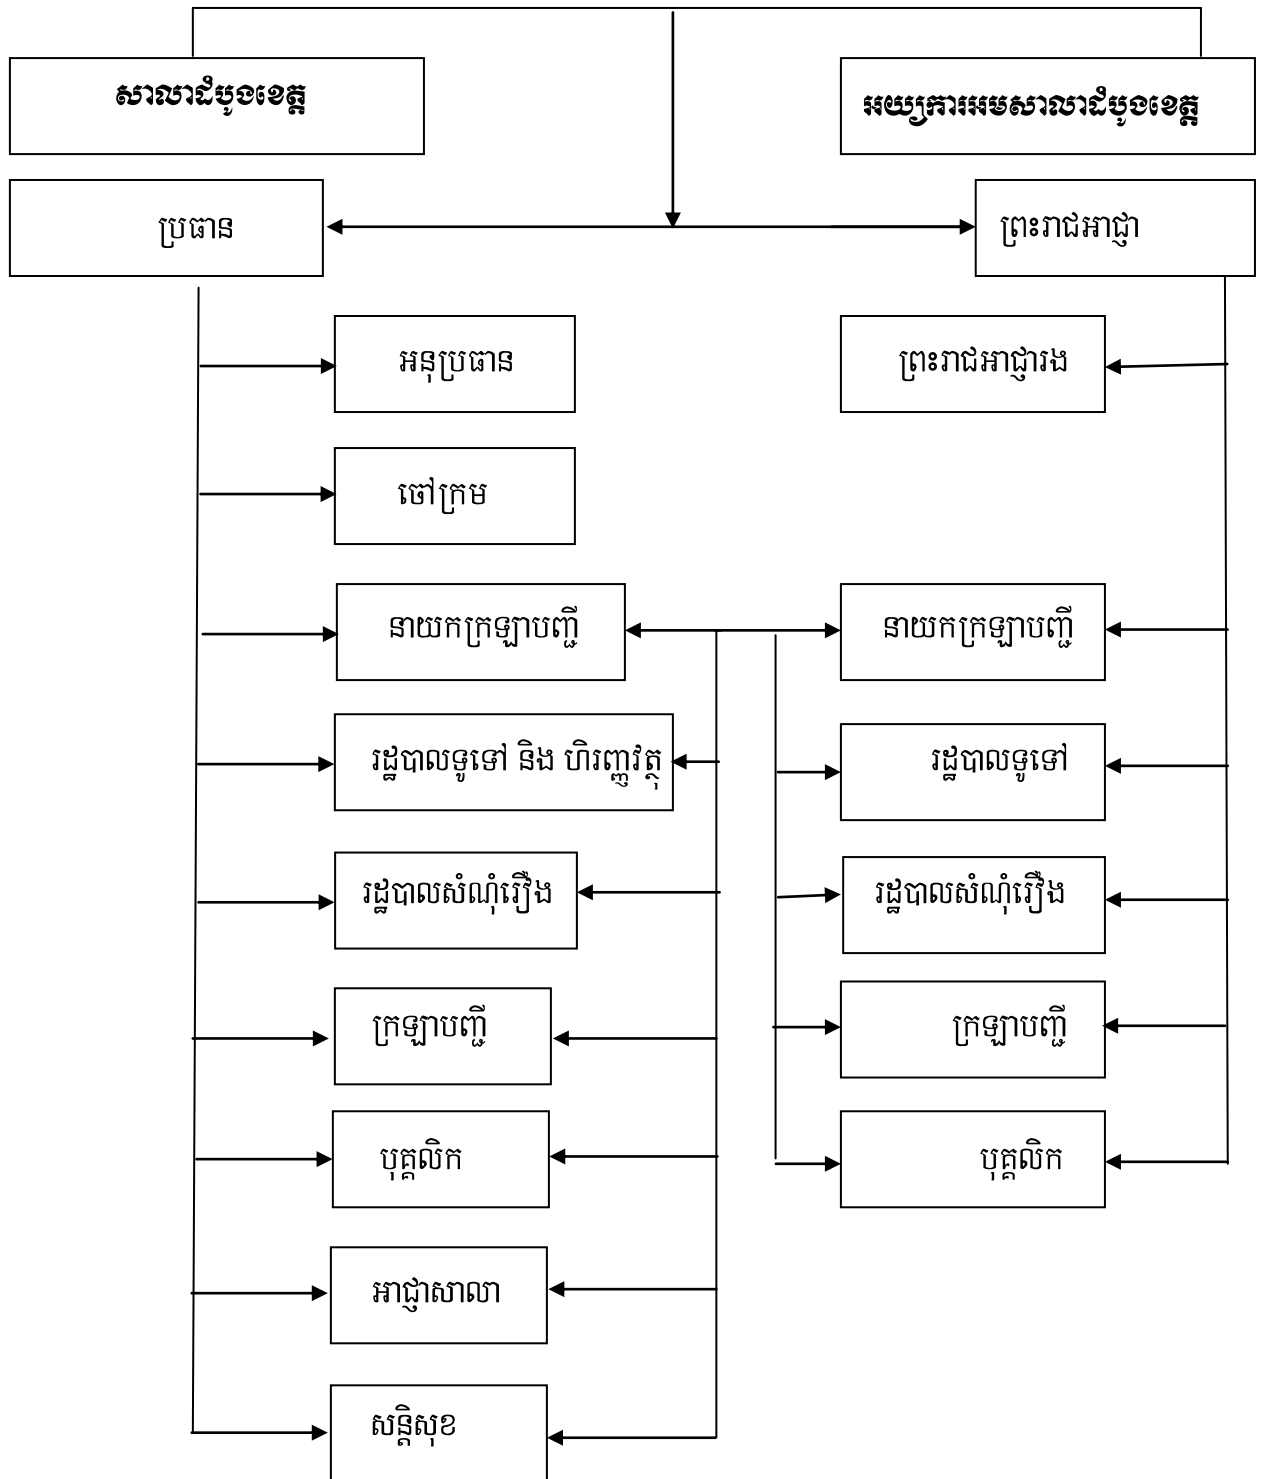 សាលាដំបូងខេត្ត
អយ្យការអមសាលាដំបូងខេត្ត
ប្រធាន
ព្រះរាជអាជ្ញា
អនុប្រធាន
ព្រះរាជអាជ្ញារង
ចៅក្រម
នាយកក្រឡាបញ្ជី
នាយកក្រឡាបញ្ជី
រដ្ឋបាលទូទៅ និង ហិរញ្ញវត្ថុ
រដ្ឋបាលទូទៅ
រដ្ឋបាលសំណុំរឿង
រដ្ឋបាលសំណុំរឿង
ក្រឡាបញ្ជី
ក្រឡាបញ្ជី
បុគ្គលិក
បុគ្គលិក
អាជ្ញាសាលា
សន្តិសុខ